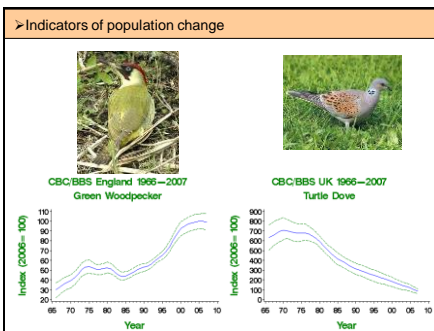 ➢Indicators of population change
CBC/BBS England 1966–2007
Green Woodpecker
Index (2006=100)
110
100
90
80
70
60
50
40
30
20
65 70 75 80 85 90 95 00 05 10
Year
CBC/BBS UK 1966–2007
Turtle Dove
Index (2006=100)
900
800
700
600
500
400
300
200
100
0
65 70 75 80 85 90 95 00 05 10
Year